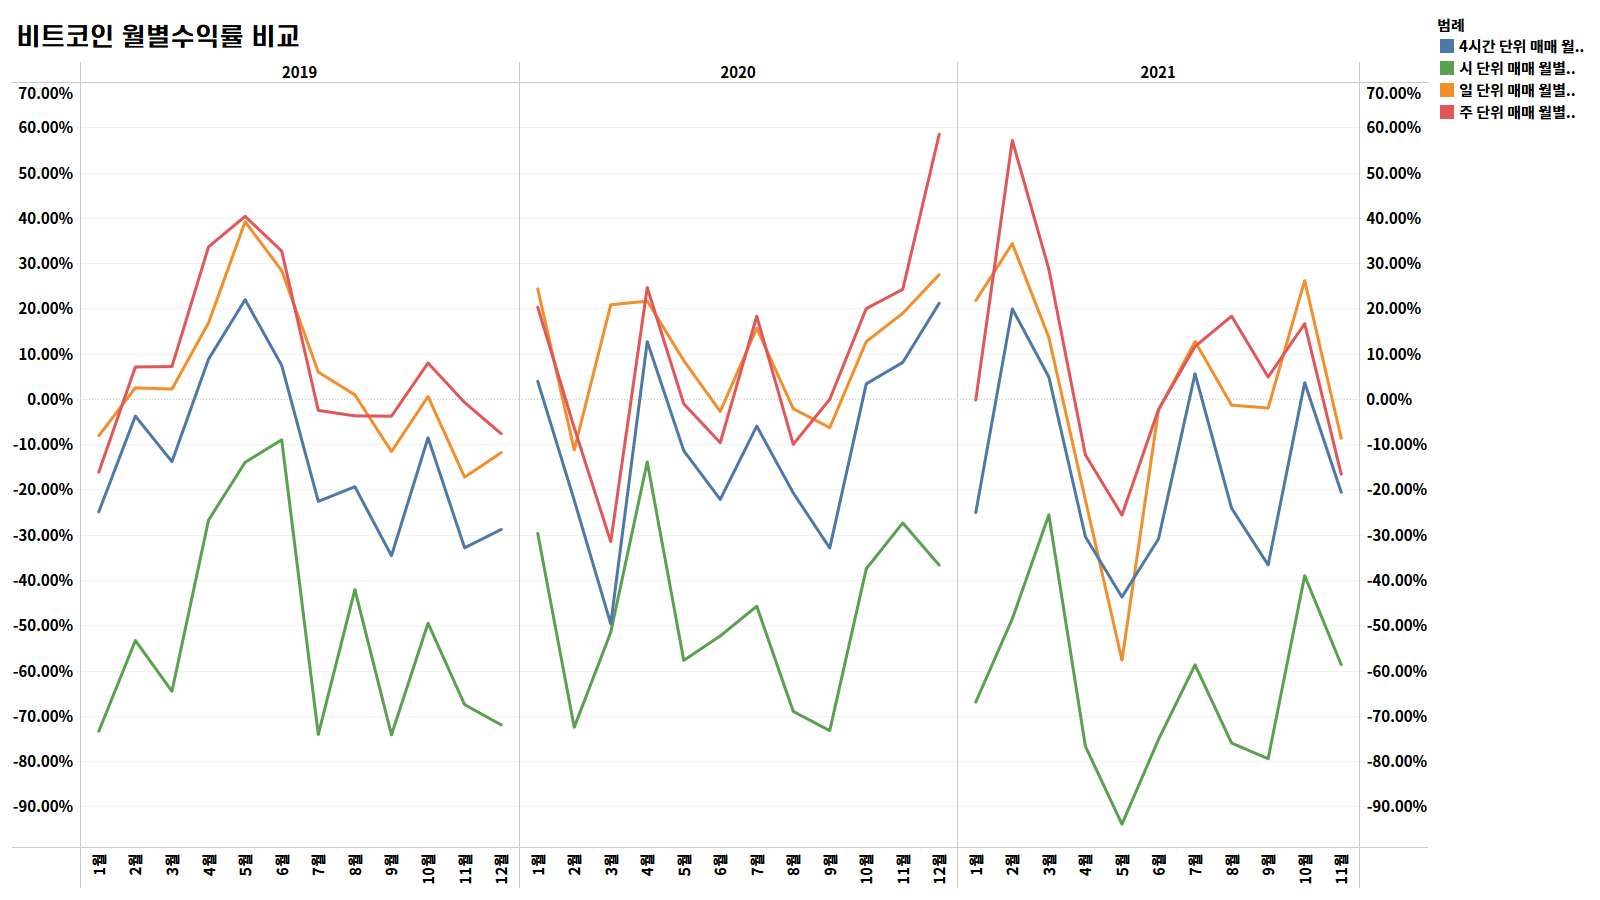 비트코인 월별수익률 비교
범례
4시간 단위 매매 월..
시 단위 매매 월별..
일 단위 매매 월별..
주 단위 매매 월별..
2019 2020 2021
70.00% 70.00%
60.00% 60.00%
50.00% 50.00%
40.00% 40.00%
30.00% 30.00%
20.00% 20.00%
10.00% 10.00%
0.00% 0.00%
-10.00% -10.00%
-20.00% -20.00%
-30.00% -30.00%
-40.00% -40.00%
-50.00% -50.00%
-60.00% -60.00%
-70.00% -70.00%
-80.00% -80.00%
-90.00% -90.00%
1월 2월 3월 4월 5월 6월 7월 8월 9월 10월 11월 12월 1월 2월 3월 4월 5월 6월 7월 8월 9월 10월 11월 12월 1월 2월 3월 4월 5월 6월 7월 8월 9월 10월 11월